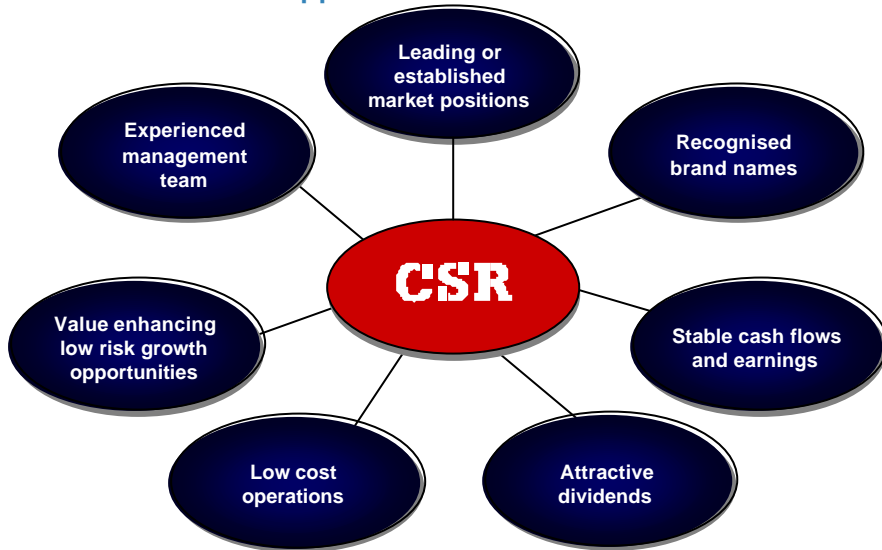 Leading or
established
market positions
Recognised
brand names
Stable cash flows
and earnings
Attractive
dividends
Low cost
operations
Value enhancing
low risk growth
opportunities
Experienced
management
team
CSR